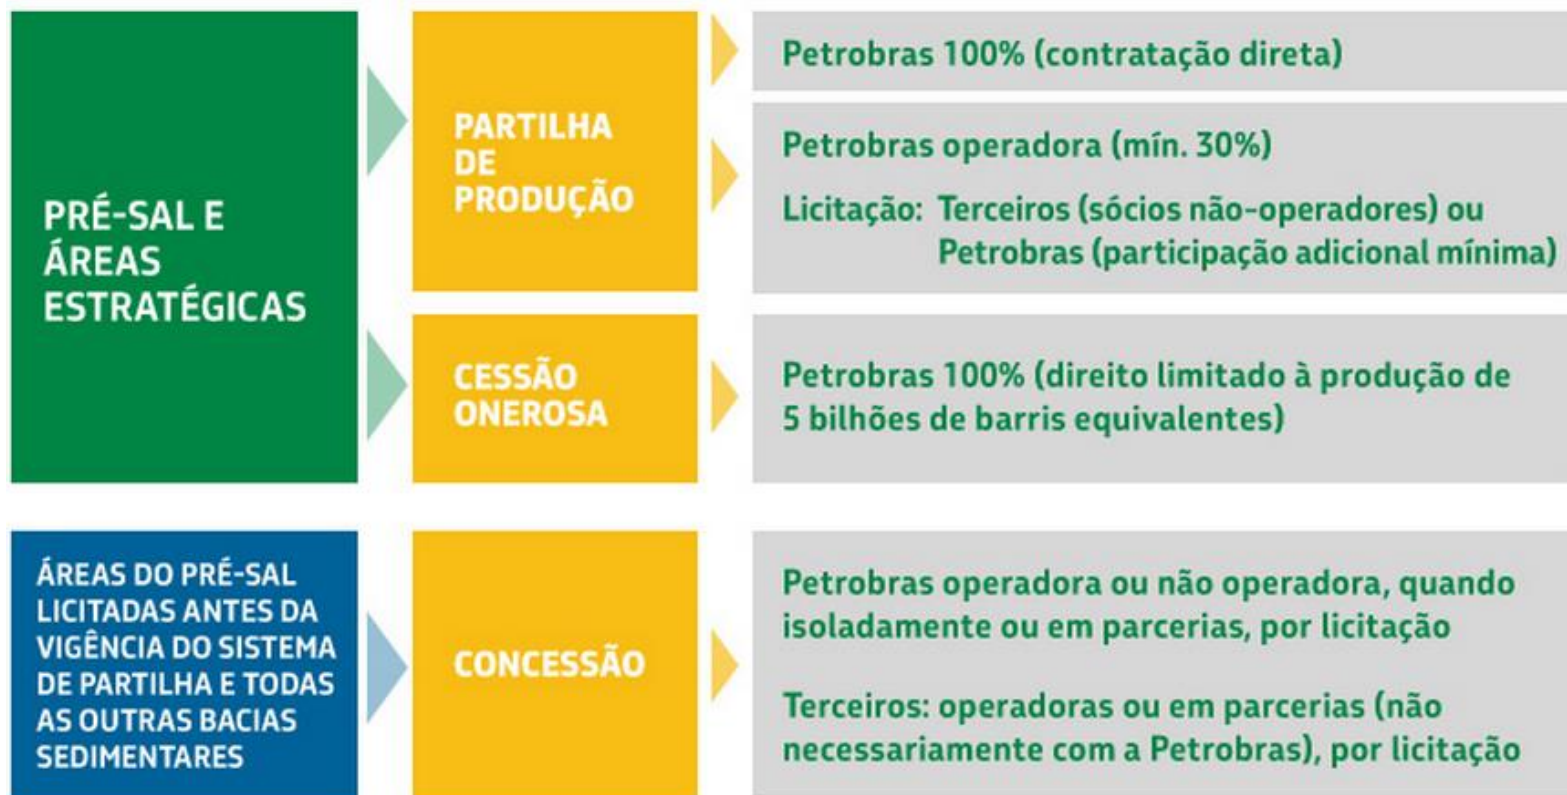 PRÉ-SAL E
ÁREAS
ESTRATÉGICAS
PARTILHA
DE
PRODUÇÃO
Petrobras 100% (contratação direta)
Petrobras operadora (mín. 30%)
Licitação: Terceiros (sócios não-operadores) ou
Petrobras (participação adicional mínima)
CESSÃO
ONEROSA
Petrobras 100% (direito limitado à produção de
5 bilhões de barris equivalentes)
ÁREAS DO PRÉ-SAL
LICITADAS ANTES DA
VIGÊNCIA DO SISTEMA
DE PARTILHA E TODAS
AS OUTRAS BACIAS
SEDIMENTARES
CONCESSÃO
Petrobras operadora ou não operadora, quando
isoladamente ou em parcerias, por licitação
Terceiros: operadoras ou em parcerias (não
necessariamente com a Petrobras), por licitação